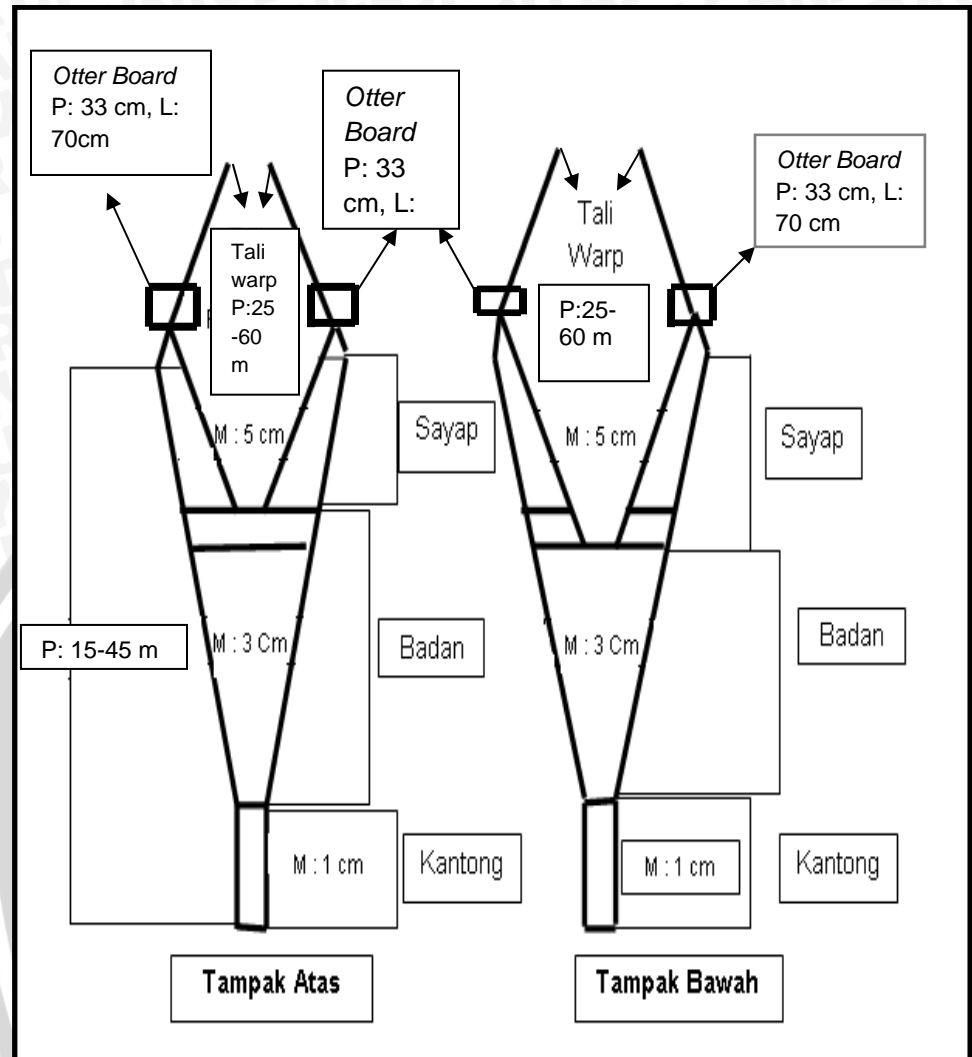 Otter Board
P: 33 cm, L:
70cm
Otter
Board
P: 33
cm, L:
Otter Board
P: 33 cm, L:
70 cm
Tali
warp
P:25
-60
m
Tali
Warp
P:25-
60 m
M : 5 cm
Sayap
M : 5 cm
Sayap
P: 15-45 m
M : 3 Cm
Badan
M : 3 Cm
Badan
M : 1 cm
Kantong
M : 1 cm
Kantong
Tampak Atas
Tampak Bawah